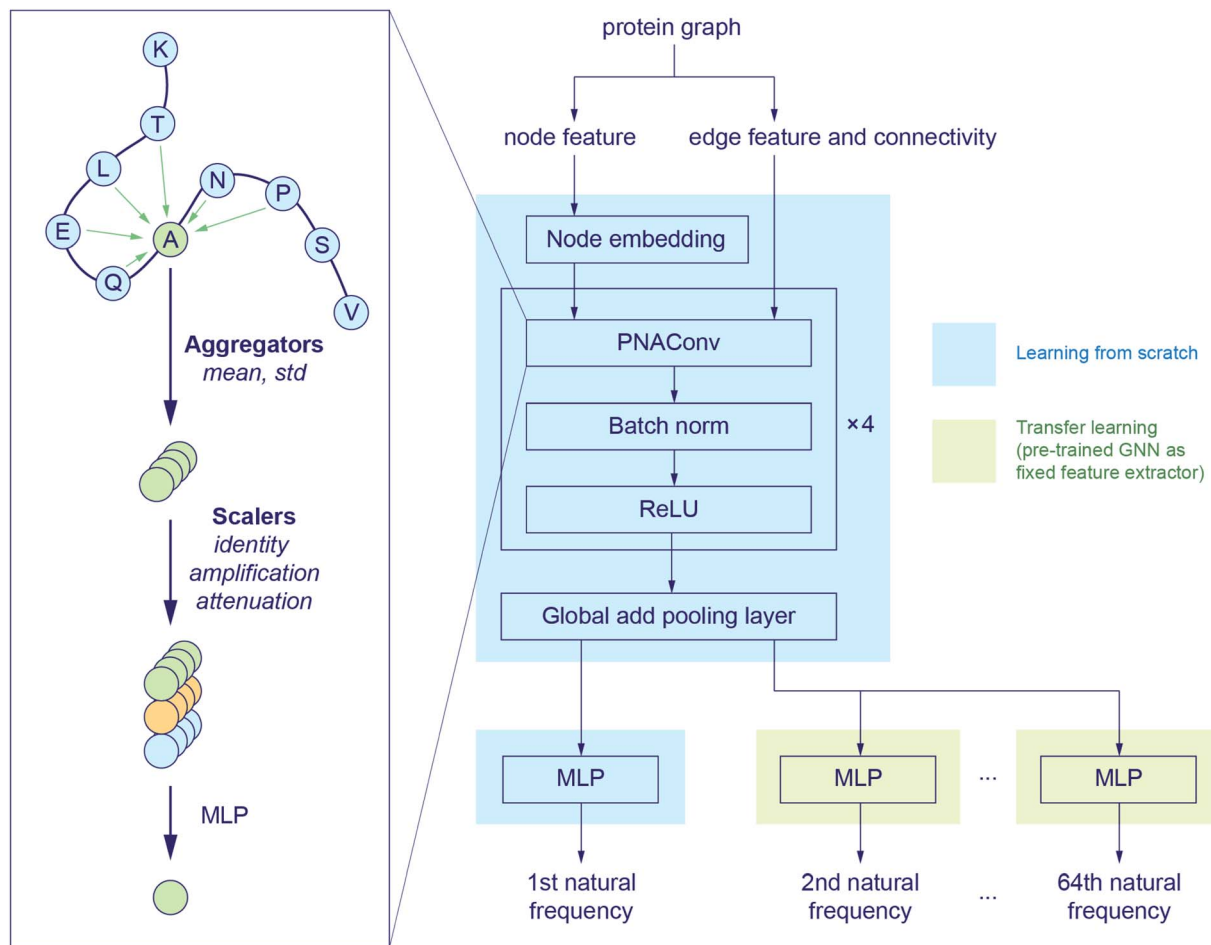 K
T
L
N
P
E
A
S
Q
V
Aggregators
mean, std
Scalers
identity
amplification
attenuation
MLP
protein graph
node feature
edge feature and connectivity
Node embedding
PNAConv
Batch norm
×4
ReLU
Global add pooling layer
MLP
MLP
...
MLP
1st natural
frequency
2nd natural
frequency
...
64th natural
frequency
Learning from scratch
Transfer learning
(pre-trained GNN as
fixed feature extractor)